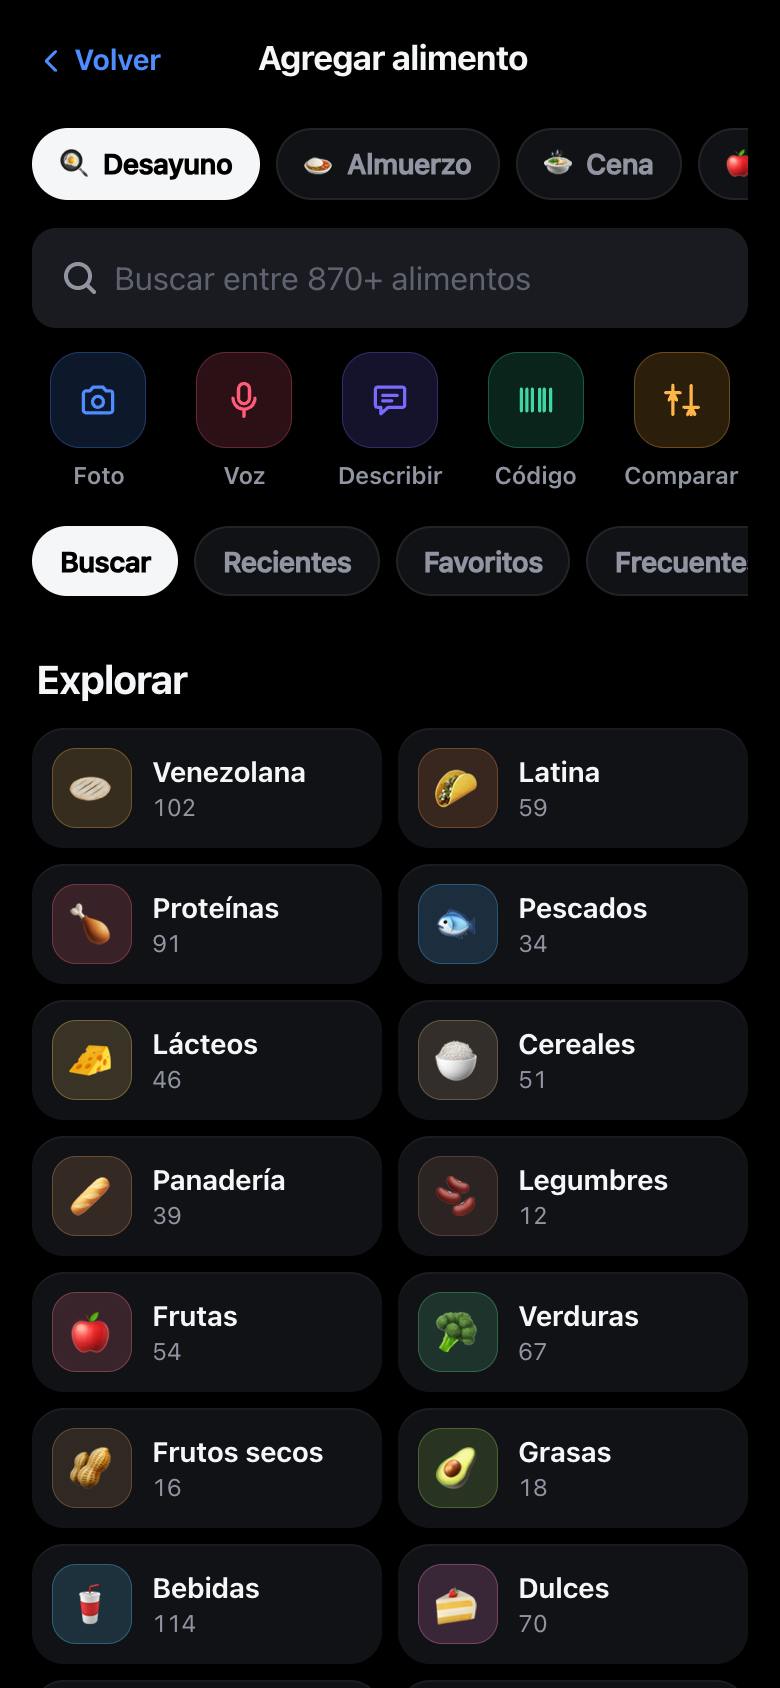 Volver
Agregar alimento
Desayuno
Almuerzo
Cena
Buscar entre 870+ alimentos
Foto
Voz
Describir
Código
Comparar
Buscar
Recientes
Favoritos
Frecuente
Explorar
Venezolana
102
Latina
59
Proteínas
91
Pescados
34
Lácteos
46
Cereales
51
Panadería
39
Legumbres
12
Frutas
54
Verduras
67
Frutos secos
16
Grasas
18
Bebidas
114
Dulces
70